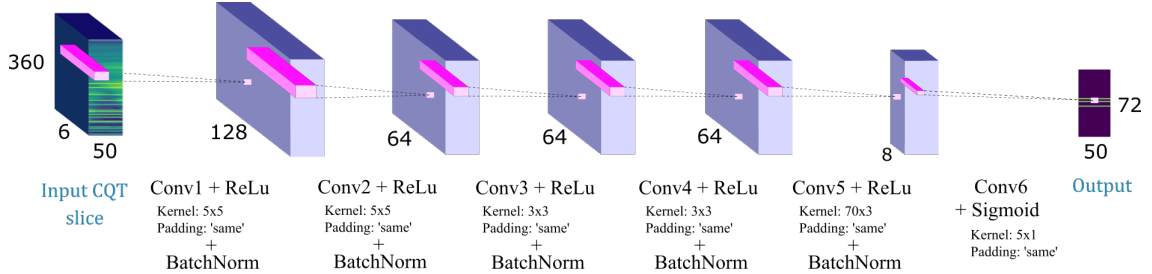 360
6
50
Input CQT
slice
128
Conv1 + ReLu
Kernel: 5x5
Padding: 'same'
+
BatchNorm
64
Conv2 + ReLu
Kernel: 5x5
Padding: 'same'
+
BatchNorm
64
Conv3 + ReLu
Kernel: 3x3
Padding: 'same'
+
BatchNorm
64
Conv4 + ReLu
Kernel: 3x3
Padding: 'same'
+
BatchNorm
8
Conv5 + ReLu
Kernel: 70x3
Padding: 'same'
+
BatchNorm
Conv6
+ Sigmoid
Kernel: 5x1
Padding: 'same'
72
50
Output